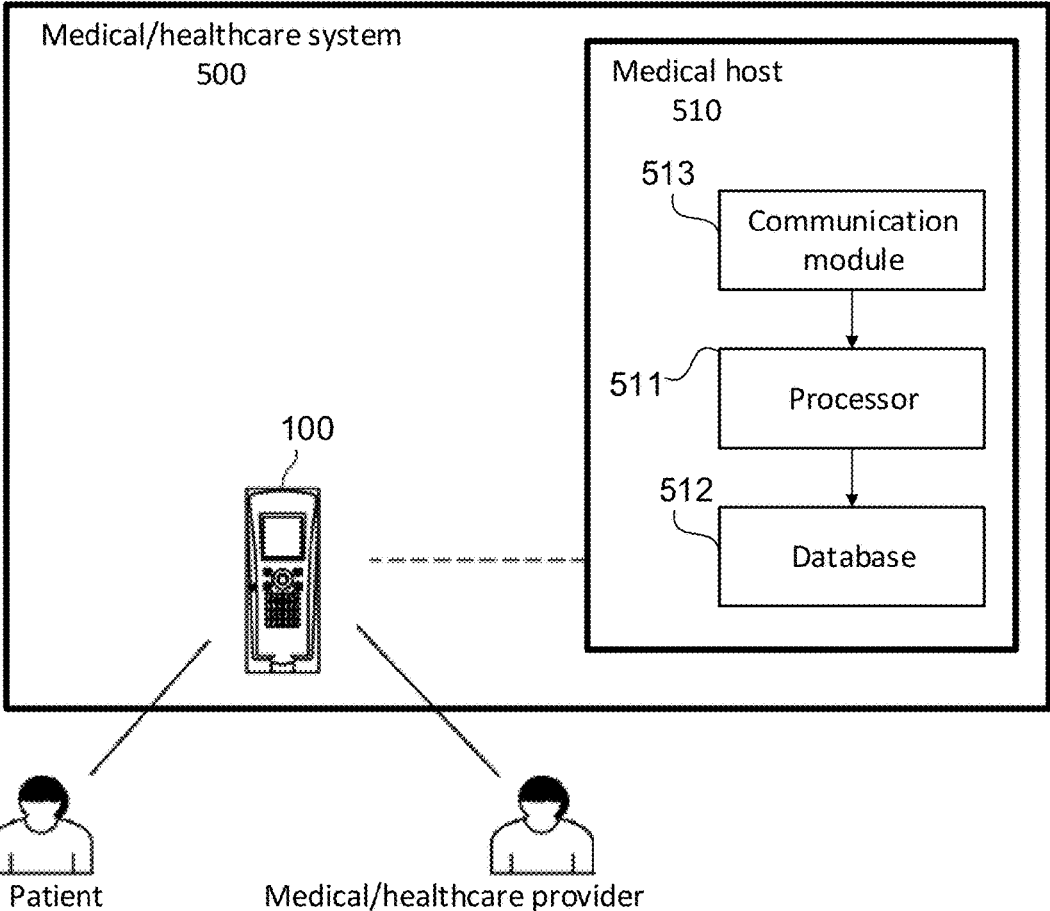 Medical/healthcare system
500
Medical host
510
513
Communication
module
511
Processor
100
512
Database
Patient
Medical/healthcare provider